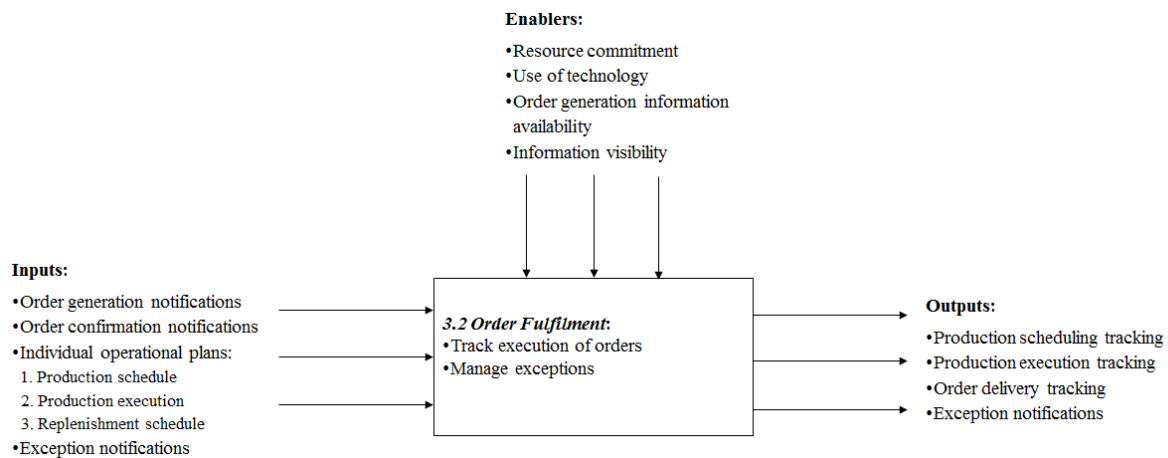 Enablers:
•Resource commitment
•Use of technology
•Order generation information
availability
•Information visibility
Inputs:
•Order generation notifications
•Order confirmation notifications
•Individual operational plans:
1. Production schedule
2. Production execution
3. Replenishment schedule
•Exception notifications
3.2 Order Fulfilment:
•Track execution of orders
•Manage exceptions
Outputs:
•Production scheduling tracking
•Production execution tracking
•Order delivery tracking
•Exception notifications